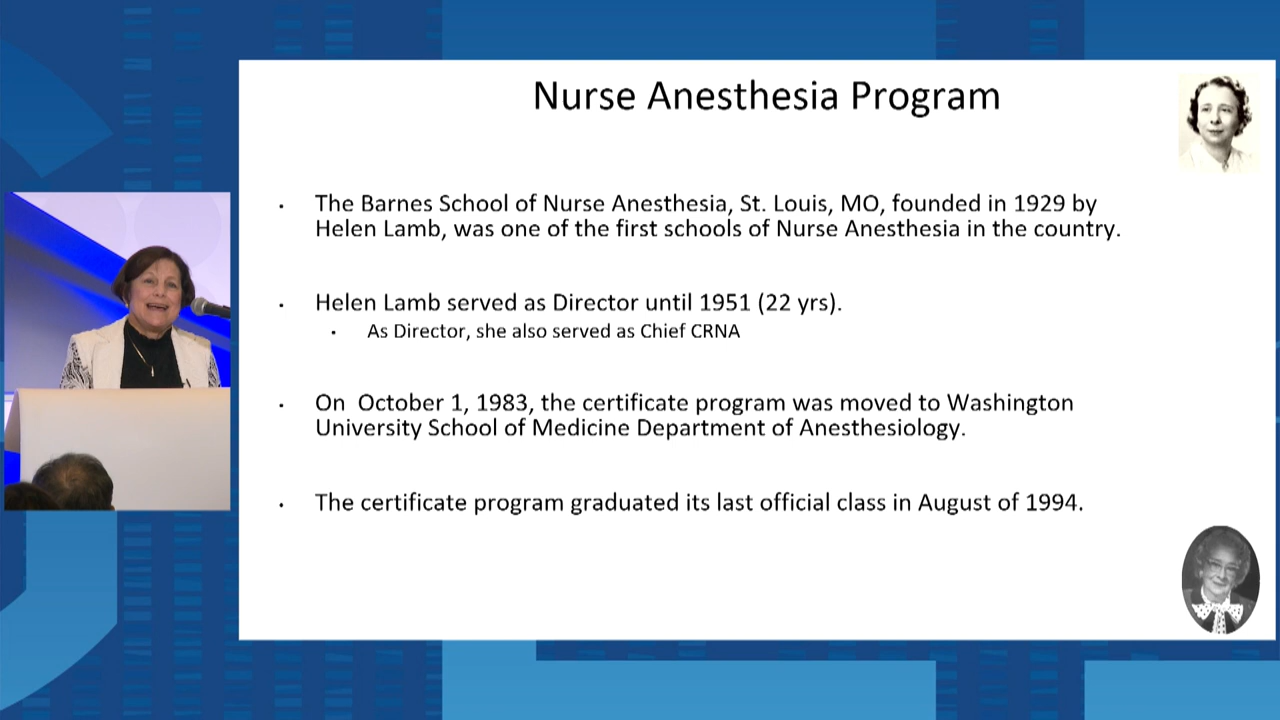 Nurse Anesthesia Program
· The Barnes School of Nurse Anesthesia, St. Louis, MO, founded in 1929 by
Helen Lamb, was one of the first schools of Nurse Anesthesia in the country.
· Helen Lamb served as Director until 1951 (22 yrs).
· As Director, she also served as Chief CRNA
· On  October 1, 1983, the certificate program was moved to Washington
University School of Medicine Department of Anesthesiology.
· The certificate program graduated its last official class in August of 1994.